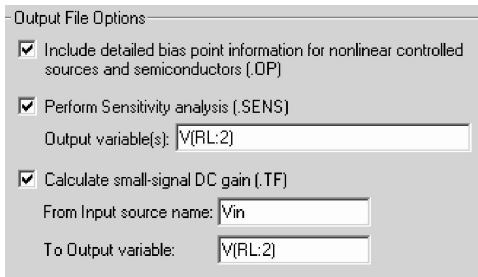 Output File Options
Include detailed bias point information for nonlinear controlled
sources and semiconductors (.OP)
Perform Sensitivity analysis (.SENS)
Output variable(s): V(RL:2)
Calculate small-signal DC gain (.TF)
From Input source name: Vin
To Output variable: V(RL:2)